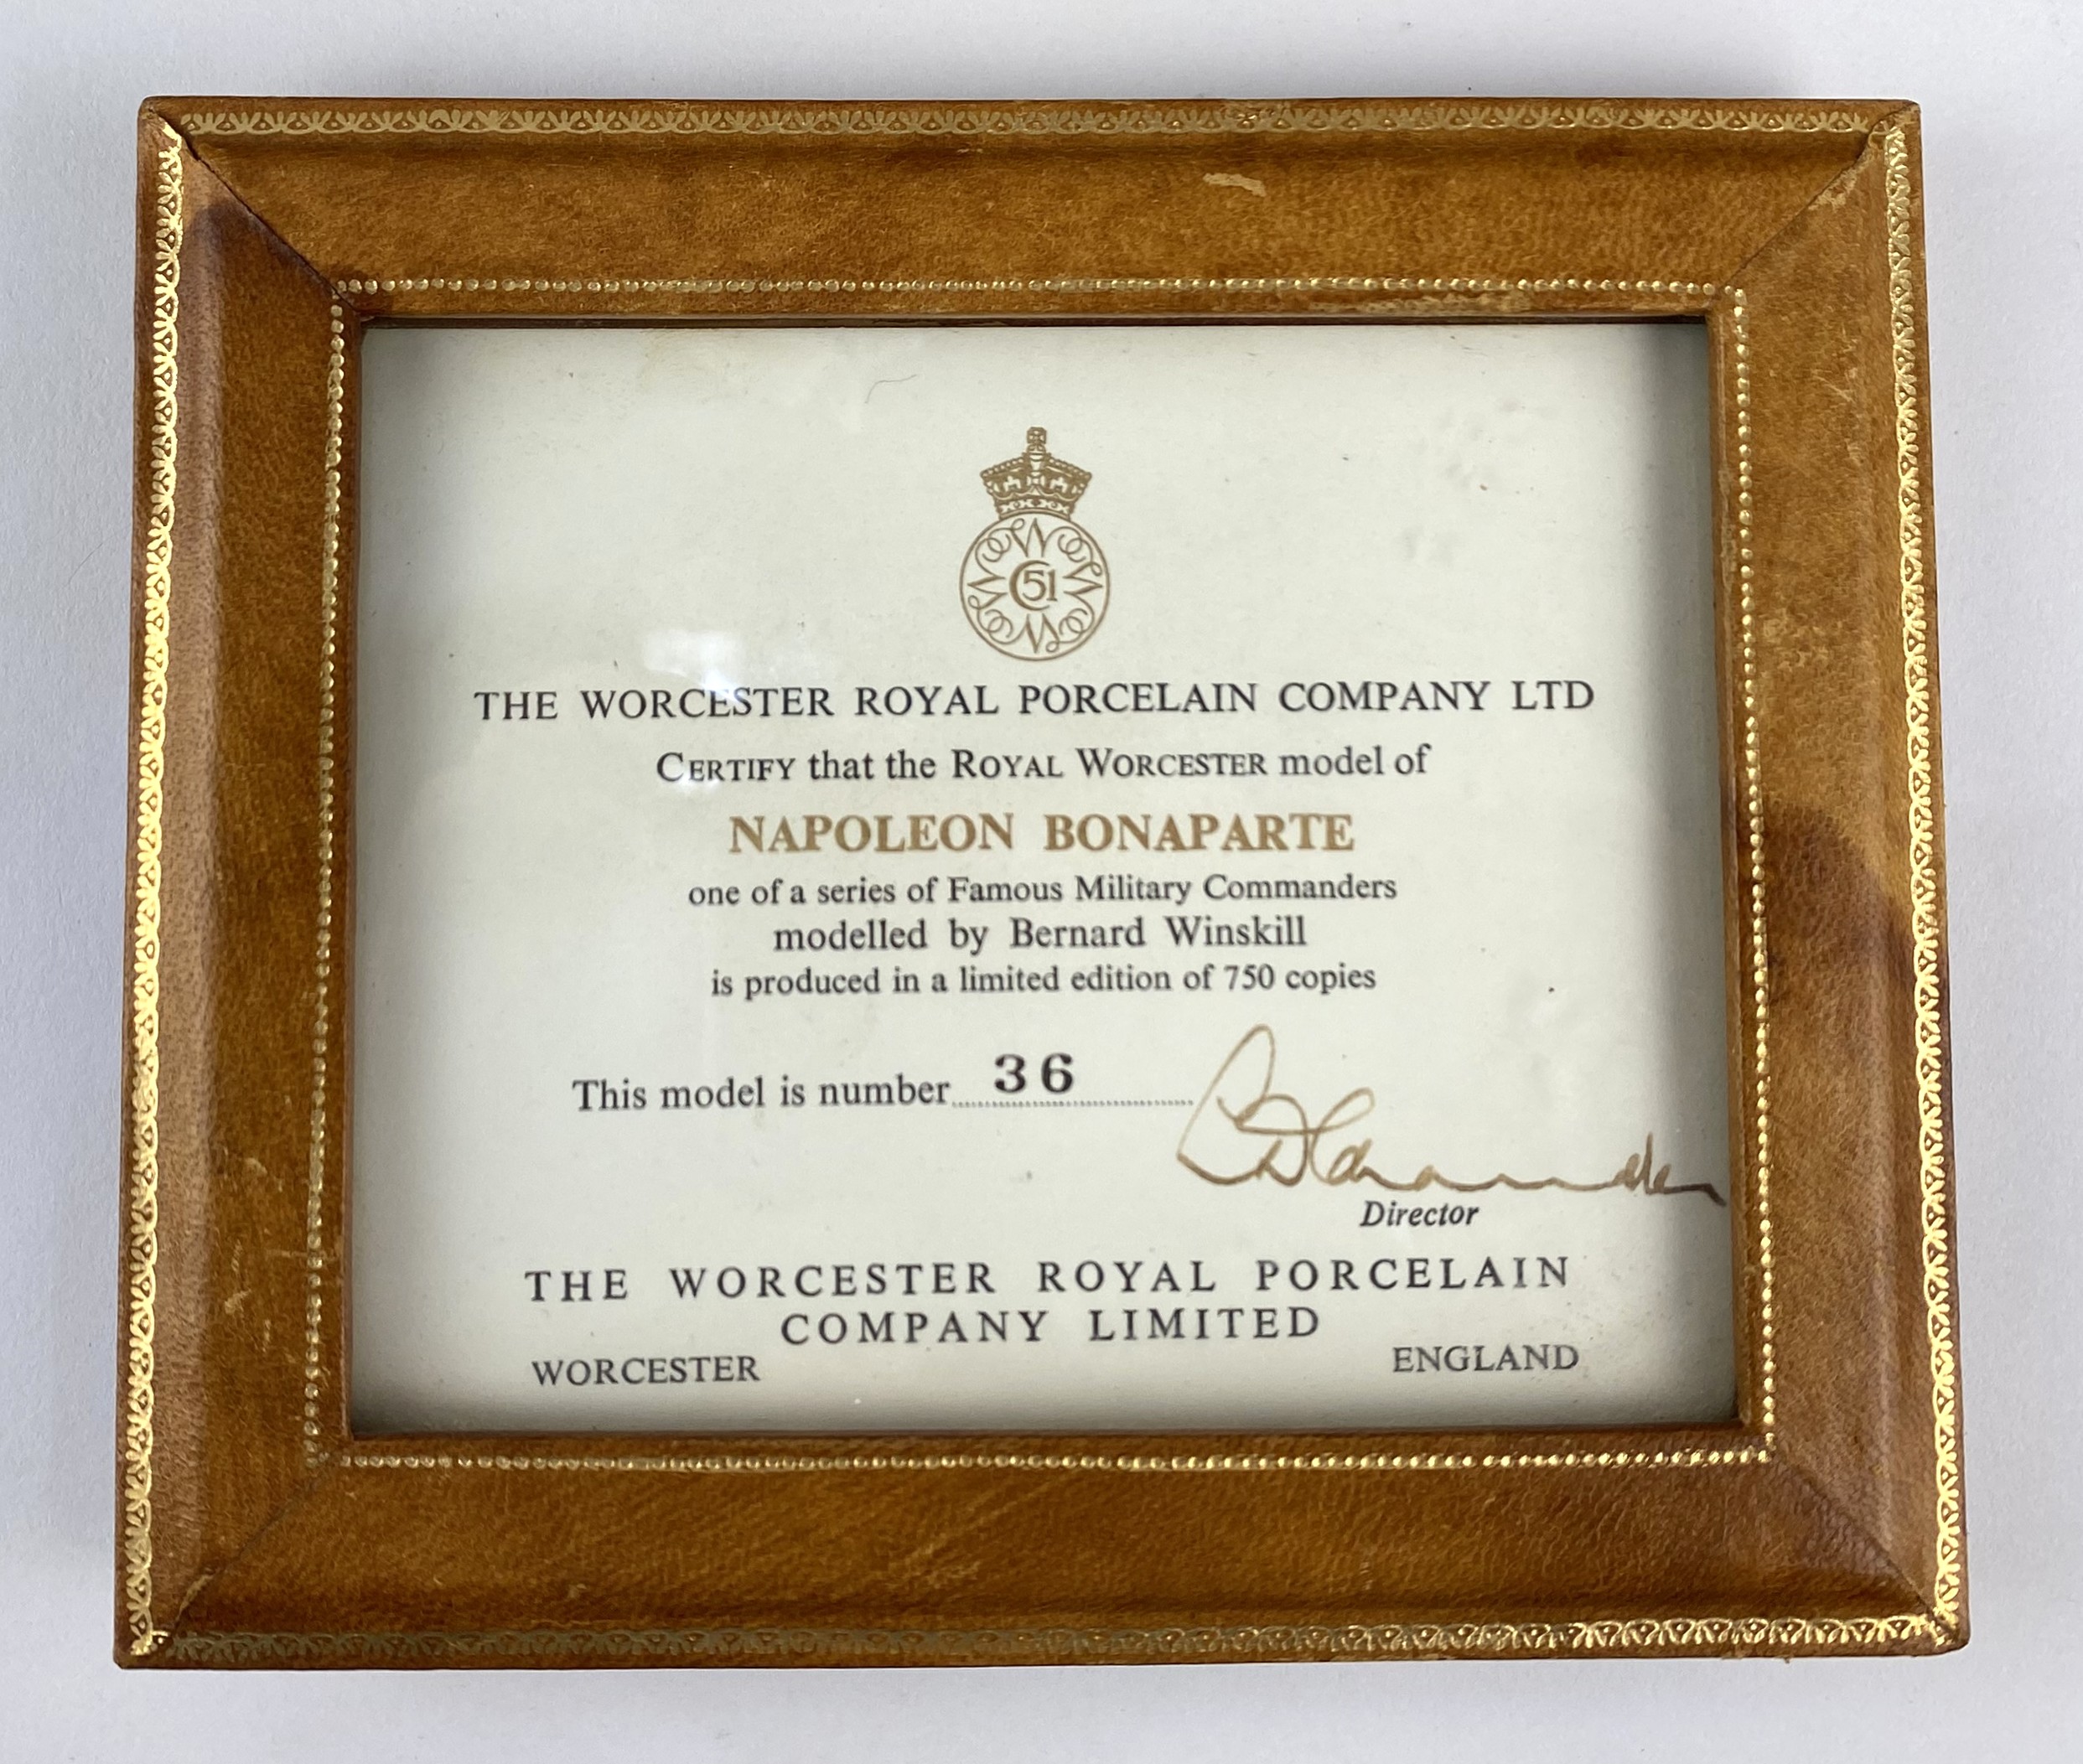 C51
THE WORCESTER ROYAL PORCELAIN COMPANY LTD
CERTIFY that the ROYAL WORCESTER model of
NAPOLEON BONAPARTE
one of a series of Famous Military Commanders
modelled by Bernard Winskill
is produced in a limited edition of 750 copies
This model is number 36
Director
THE WORCESTER ROYAL PORCELAIN
COMPANY LIMITED
WORCESTER ENGLAND